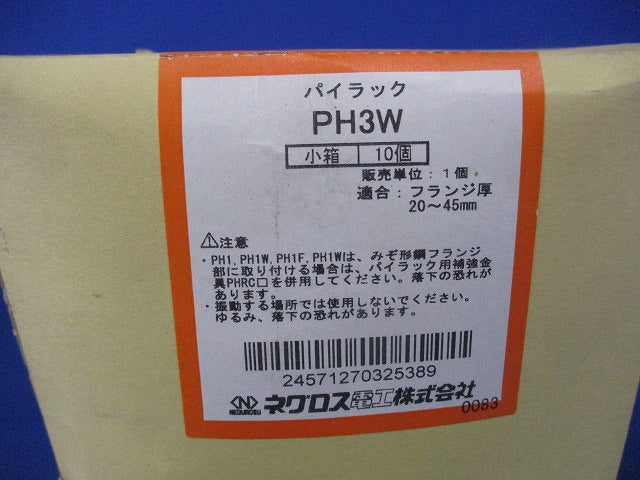 パイラック
PH3W
小箱 10個
販売単位：1個
適合：フランジ厚
20～45mm
⚠注意
・PH1, PH1W, PH1F, PH1Wは、みぞ形鋼フランジ
部に取り付ける場合は、パイラック用補強金
具PHRC□を併用してください。落下の恐れが
あります。
・振動する場所では使用しないでください。
ゆるみ、落下の恐れがあります。
24571270325389
NEGUROSU ネグロス電工株式会社
0083